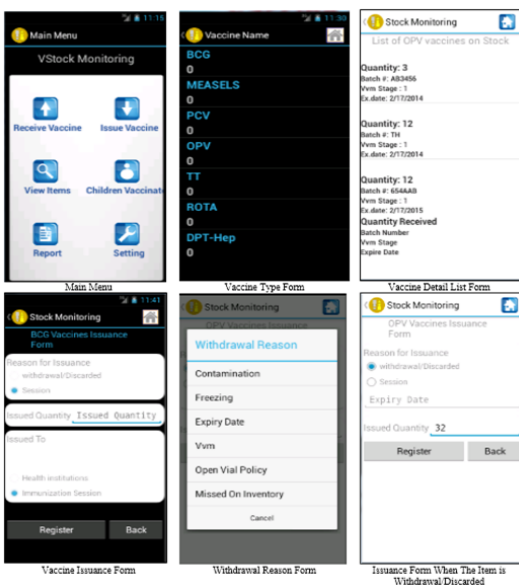 11:15
Main Menu
VStock Monitoring
Receive Vaccine
Issue Vaccine
View Items
Children Vaccinat
Report
Setting
Main Menu
11:30
Vaccine Name
BCG
0
MEASELS
0
PCV
0
OPV
0
TT
0
ROTA
0
DPT-Hep
0
Vaccine Type Form
Stock Monitoring
List of OPV vaccines on Stock
Quantity: 3
Batch #: AB3456
Vvm Stage : 1
Ex.date: 2/17/2014
Quantity: 12
Batch #: TH
Vvm Stage : 1
Ex.date: 2/17/2014
Quantity: 12
Batch #: 654AAB
Vvm Stage : 1
Ex.date: 2/17/2015
Quantity Received
Batch Number
Vvm Stage
Expire Date
Vaccine Detail List Form
11:41
Stock Monitoring
BCG Vaccines Issuance
Form
Reason for Issuance
withdrawal/Discarded
Session
Issued Quantity Issued Quantity
Issued To
Health institutions
Immunization Session
Register
Back
Vaccine Issuance Form
Stock Monitoring
OPV Vaccines Issuance
Withdrawal Reason
Contamination
Freezing
Expiry Date
Vvm
Open Vial Policy
Missed On Inventory
Cancel
Withdrawal Reason Form
Stock Monitoring
OPV Vaccines Issuance
Form
Reason for Issuance
withdrawal/Discarded
Session
Expiry Date
Issued Quantity 32
Register
Back
Issuance Form When The Item is
Withdrawal/Discarded